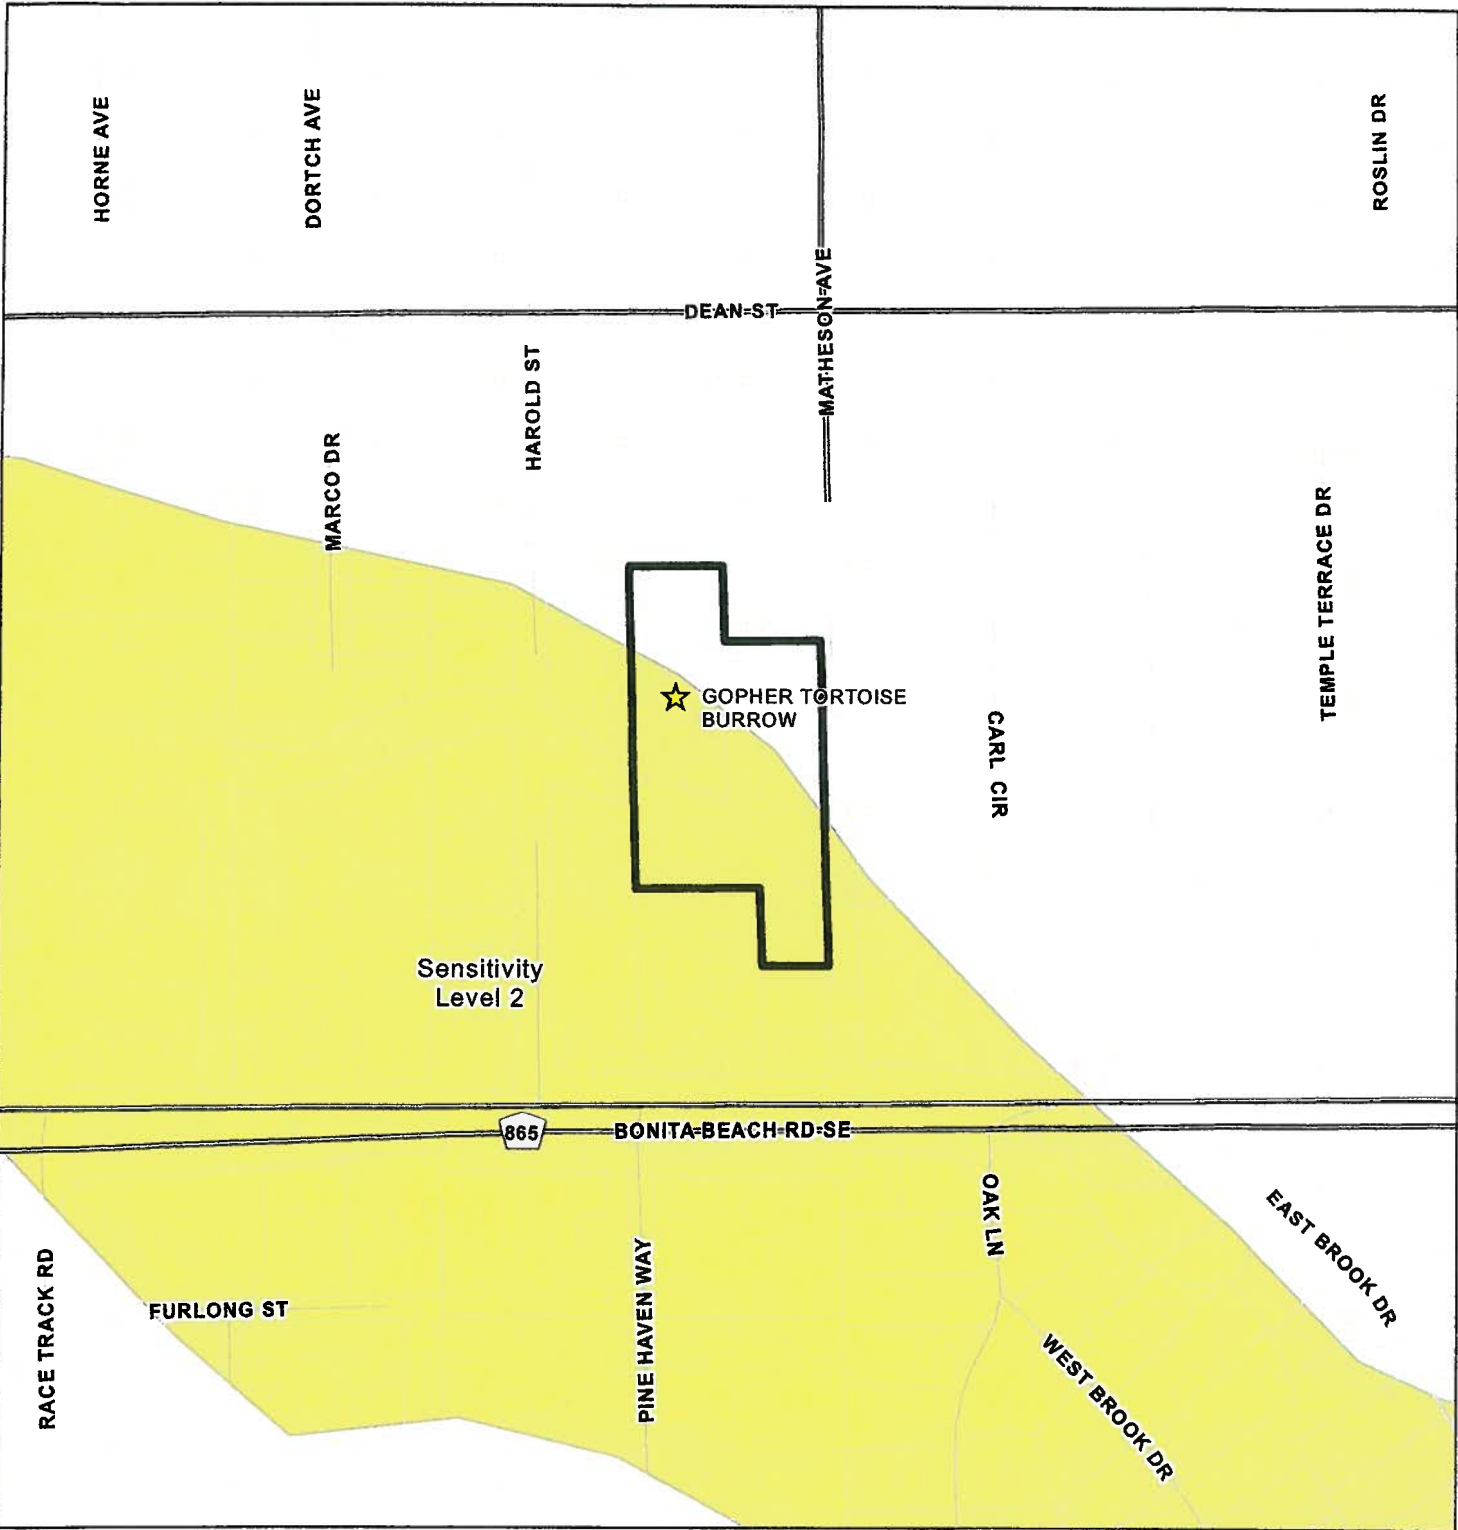 HORNE AVE
DORTCH AVE
ROSLIN DR
DEAN ST
MATHESON AVE
HAROLD ST
MARCO DR
TEMPLE TERRACE DR
GOPHER TORTOISE
BURROW
CARL CIR
Sensitivity
Level 2
865
BONITA BEACH RD SE
OAK LN
EAST BROOK DR
RACE TRACK RD
FURLONG ST
PINE HAVEN WAY
WEST BROOK DR